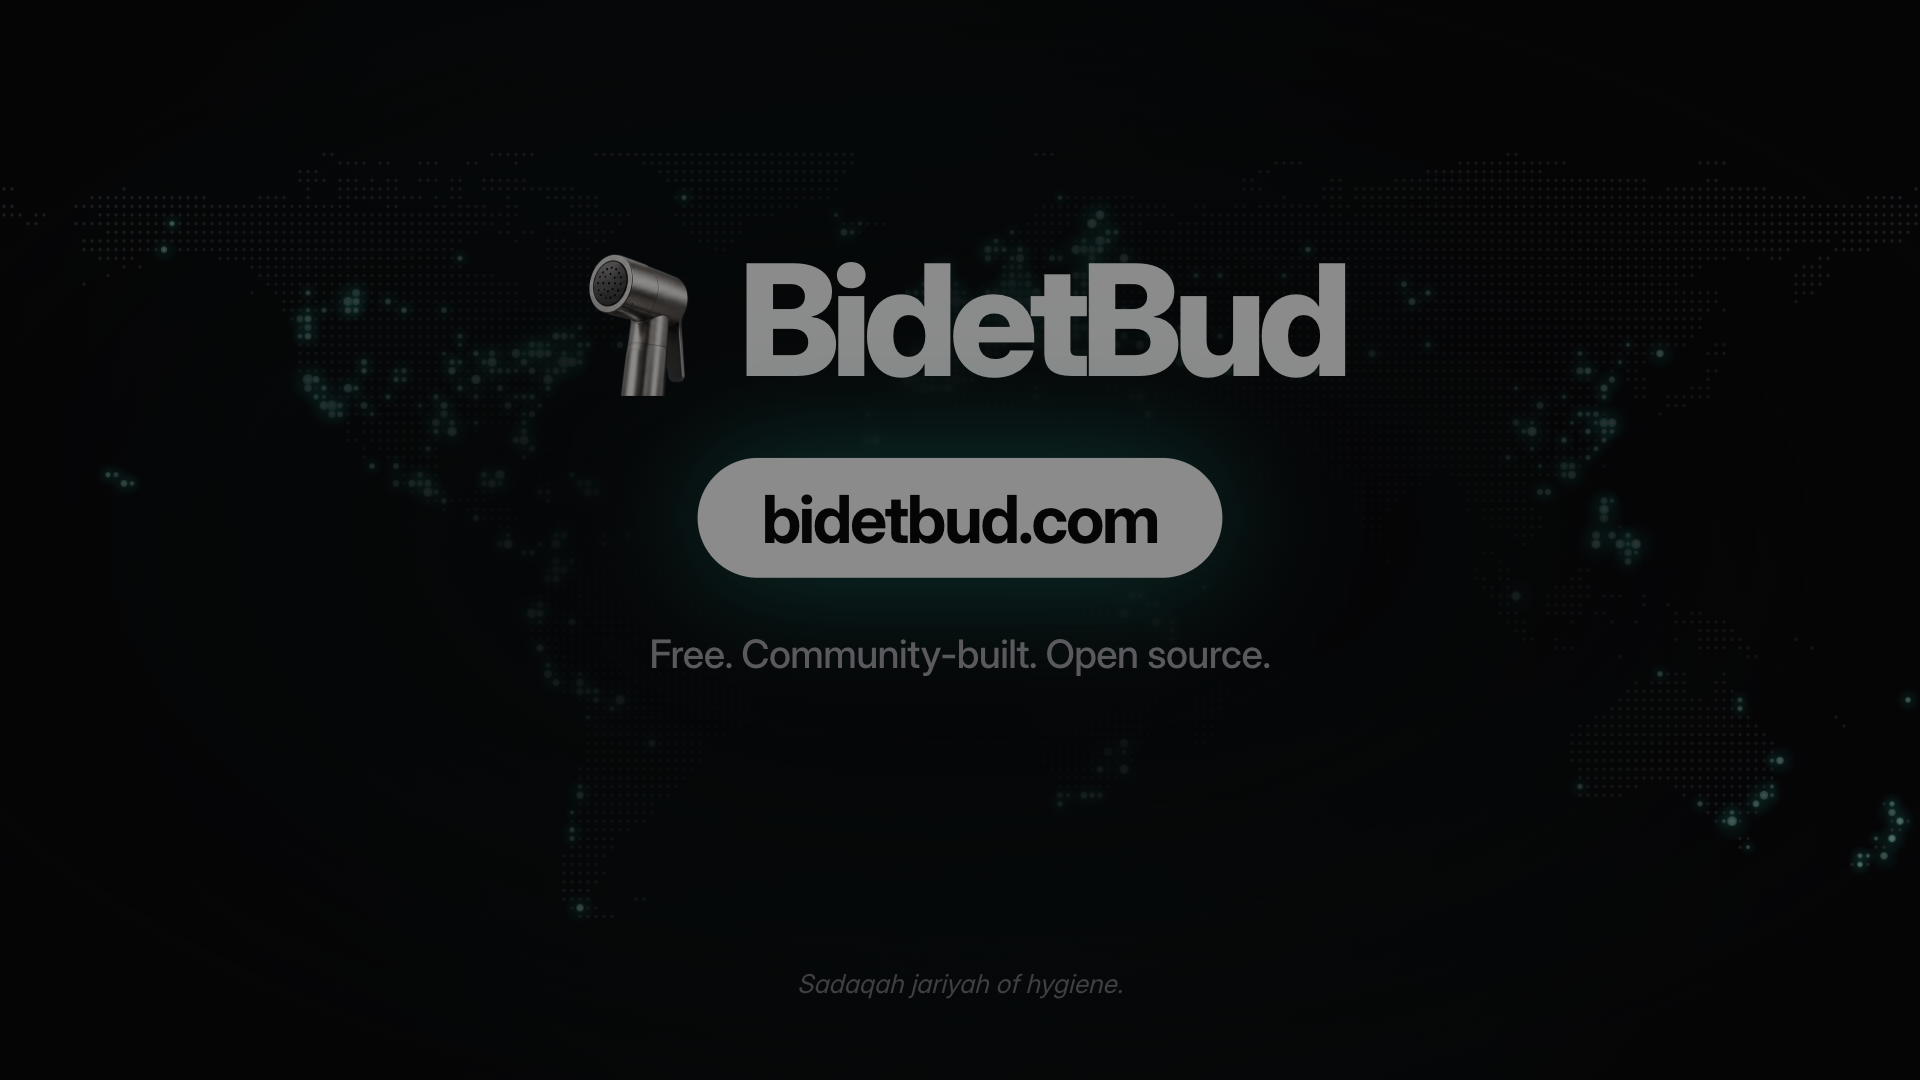 BidetBud
bidetbud.com
Free. Community-built. Open source.
Sadaqah jariyah of hygiene.